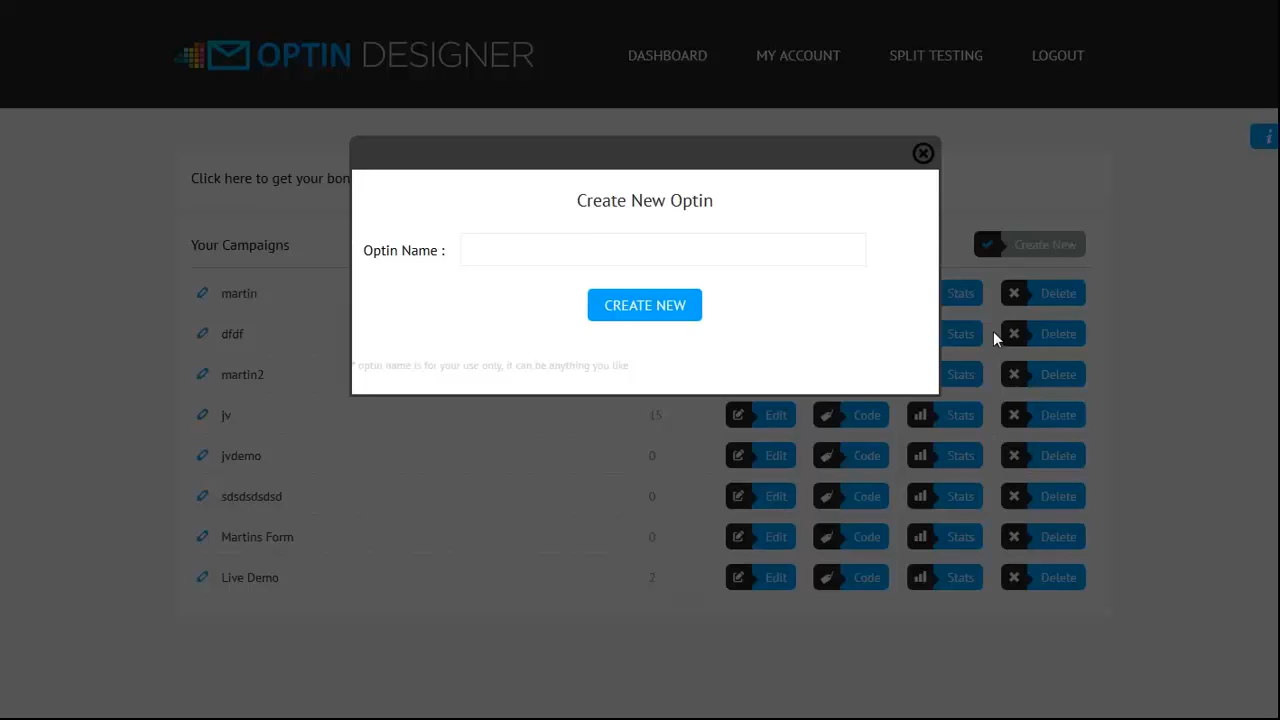 OPTIN DESIGNER
DASHBOARD MY ACCOUNT SPLIT TESTING LOGOUT
i
Click here to get your bon
Create New Optin
Optin Name :
CREATE NEW
* optin name is for your use only, it can be anything you like
Your Campaigns Create New
martin Stats Delete
dfdf Stats Delete
martin2 Stats Delete
jv 15 Edit Code Stats Delete
jvdemo 0 Edit Code Stats Delete
sdsdsdsdsd 0 Edit Code Stats Delete
Martins Form 0 Edit Code Stats Delete
Live Demo 2 Edit Code Stats Delete